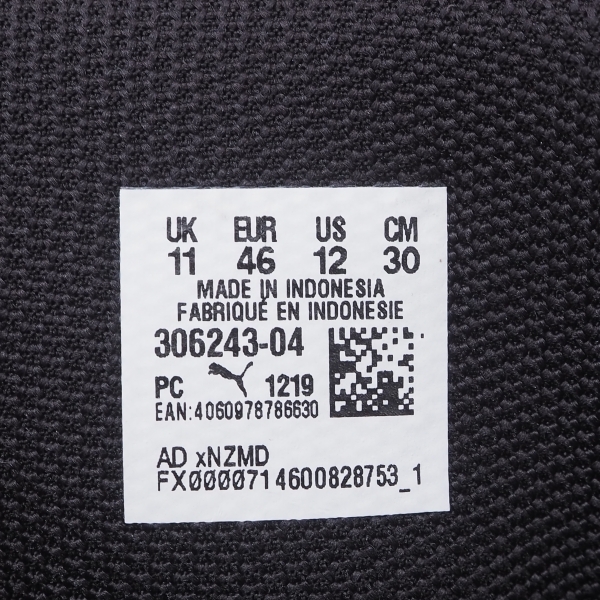 UK EUR US CM
11 46 12 30
MADE IN INDONESIA
FABRIQUÉ EN INDONESIE
306243-04
PC 1219
EAN:4060978786630
AD xNZMD
FX0000714600828753_1